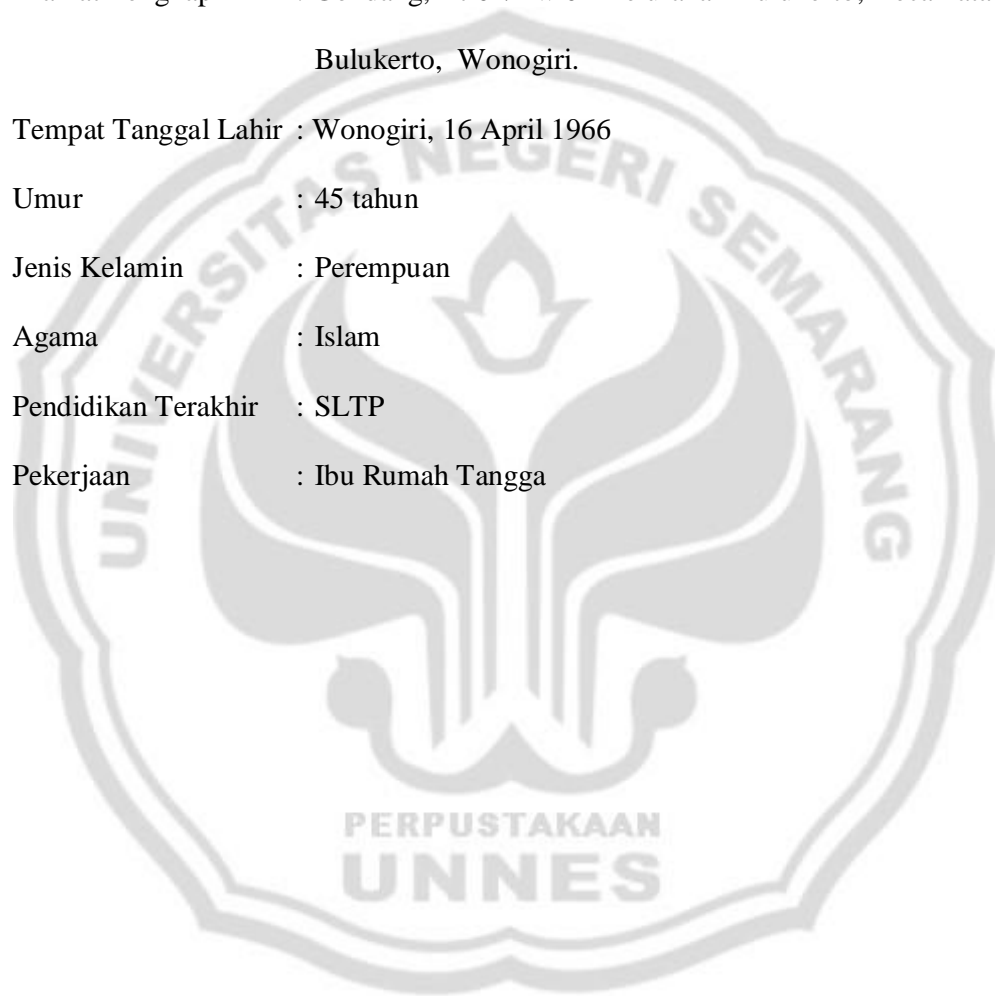 Bulukerto, Wonogiri.
Tempat Tanggal Lahir : Wonogiri, 16 April 1966
Umur : 45 tahun
Jenis Kelamin : Perempuan
Agama : Islam
Pendidikan Terakhir : SLTP
Pekerjaan : Ibu Rumah Tangga
UNIVERSITAS NEGERI SEMARANG
PERPUSTAKAAN
UNNES